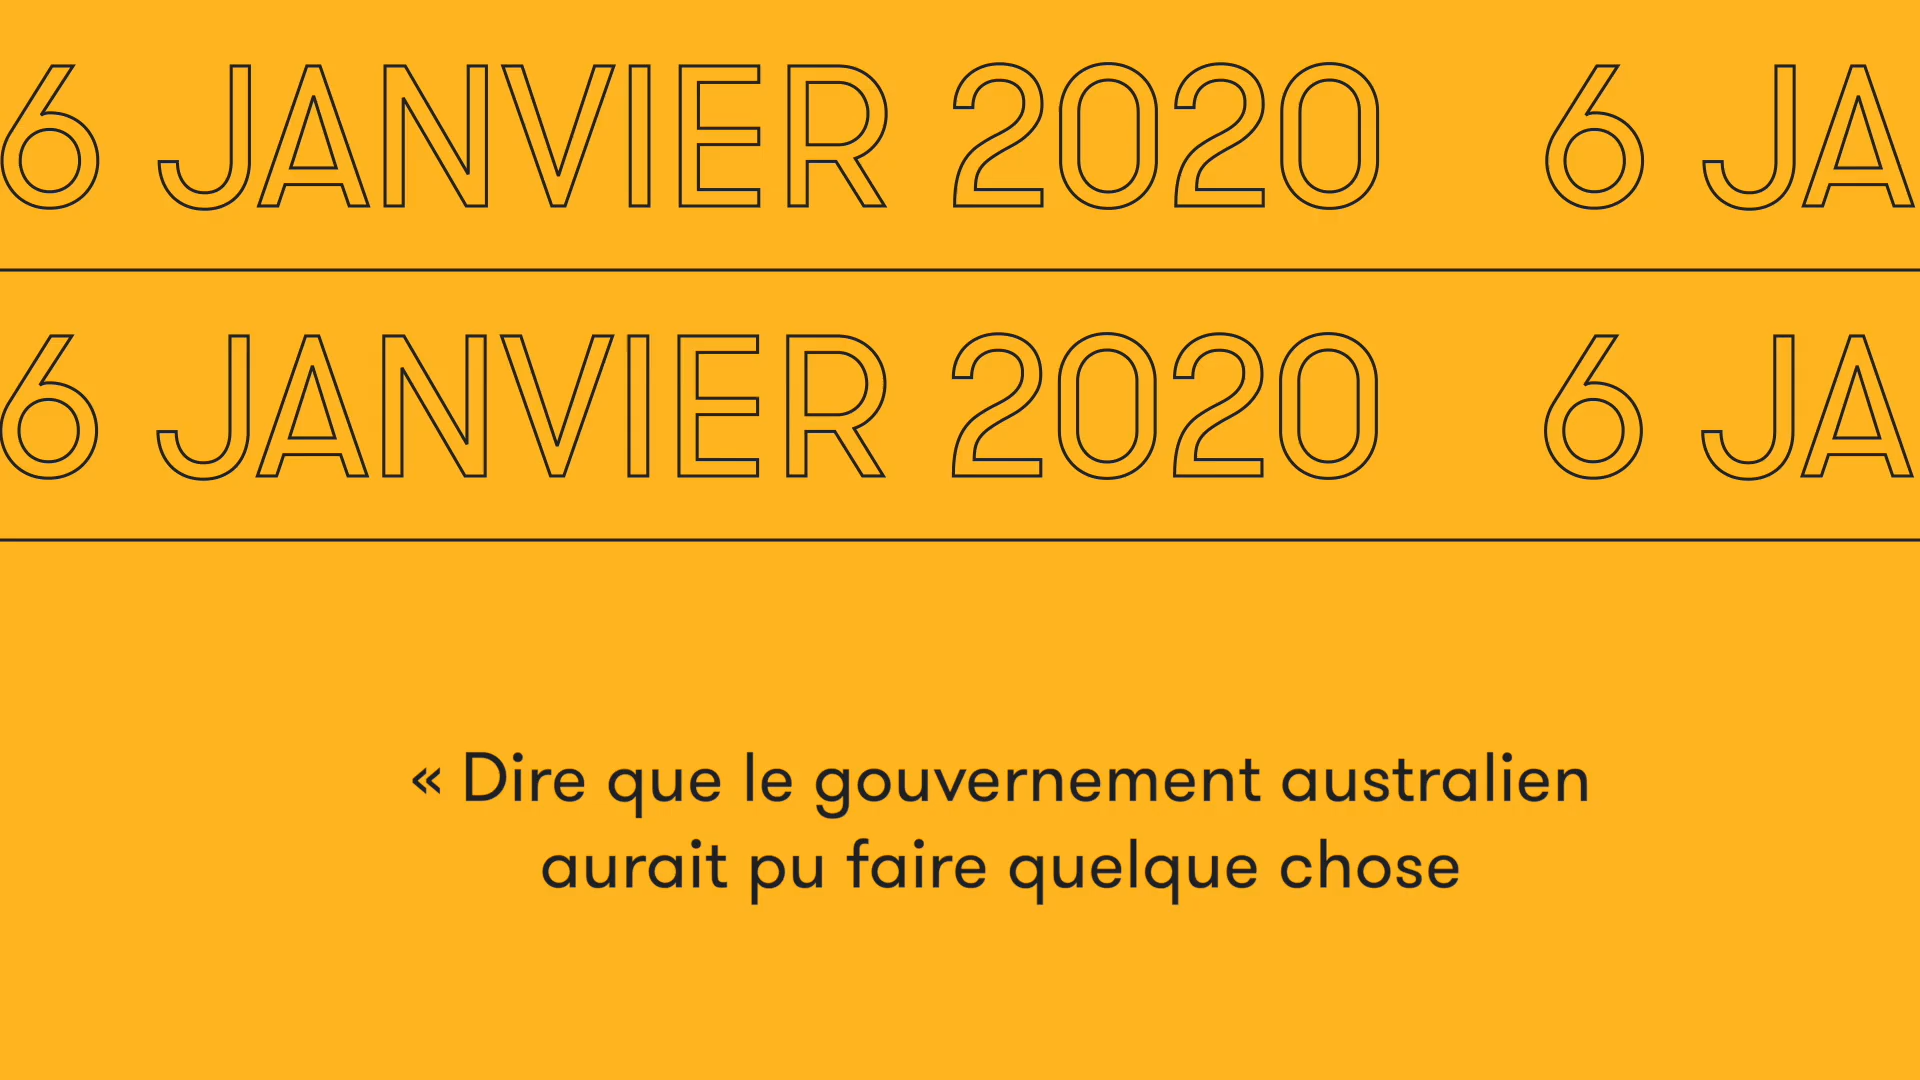 6 JANVIER 2020 6 JA
6 JANVIER 2020 6 JA
« Dire que le gouvernement australien
aurait pu faire quelque chose